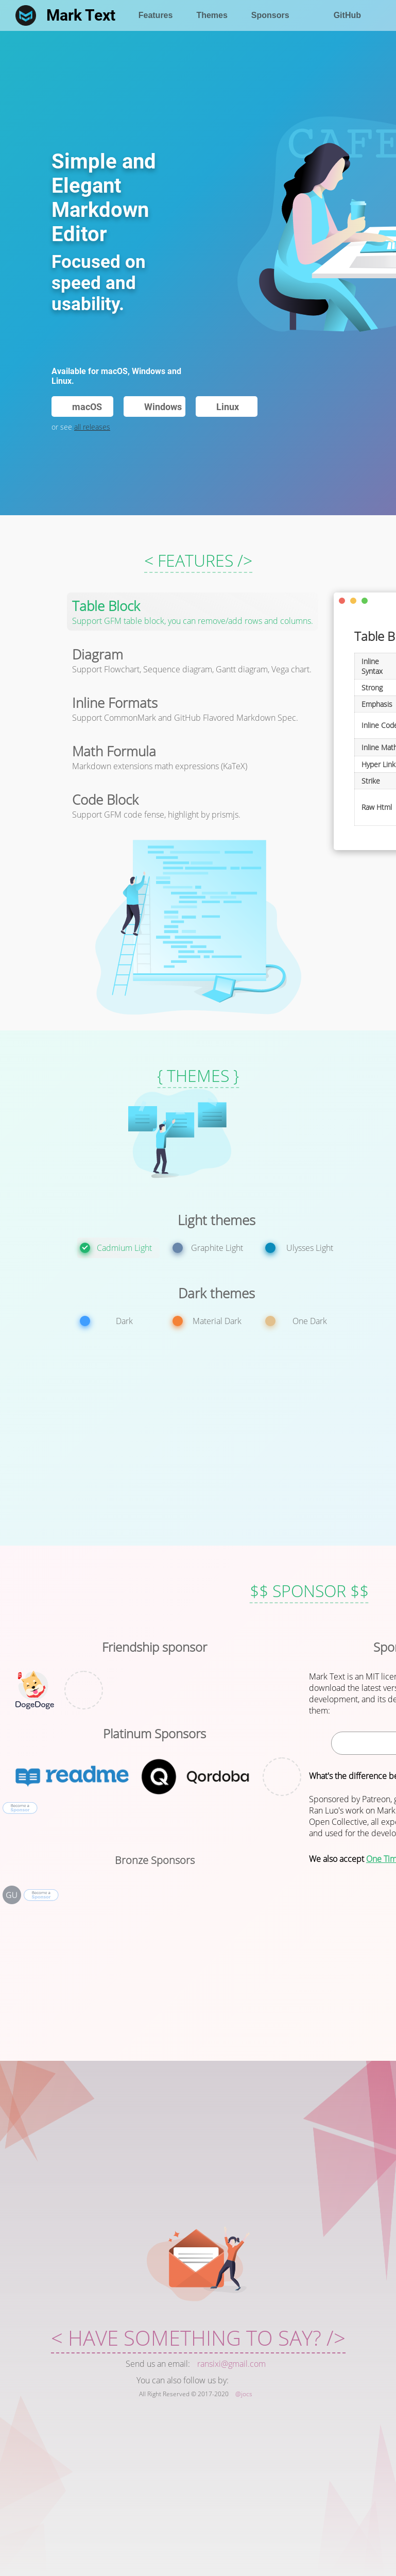 Mark Text
Features
Themes
Sponsors
GitHub
CAFE
Simple and
Elegant
Markdown
Editor
Focused on
speed and
usability.
Available for macOS, Windows and
Linux.
macOS
Windows
Linux
or see all releases
< FEATURES />
Table Block
Support GFM table block, you can remove/add rows and columns.
Diagram
Support Flowchart, Sequence diagram, Gantt diagram, Vega chart.
Inline Formats
Support CommonMark and GitHub Flavored Markdown Spec.
Math Formula
Markdown extensions math expressions (KaTeX)
Code Block
Support GFM code fense, highlight by prismjs.
Table B
Inline
Syntax
Strong
Emphasis
Inline Code
Inline Math
Hyper Link
Strike
Raw Html
{ THEMES }
Light themes
Cadmium Light
Graphite Light
Ulysses Light
Dark themes
Dark
Material Dark
One Dark
$$ SPONSOR $$
Friendship sponsor
DogeDoge
Platinum Sponsors
readme
Qordoba
Become a
Sponsor
Bronze Sponsors
GU
Become a
Sponsor
Spon
Mark Text is an MIT licen
download the latest vers
development, and its de
them:
What's the difference be
Sponsored by Patreon, g
Ran Luo's work on Mark
Open Collective, all exp
and used for the develo
We also accept One Tim
< HAVE SOMETHING TO SAY? />
Send us an email: ransixi@gmail.com
You can also follow us by:
All Right Reserved © 2017-2020 @Jocs